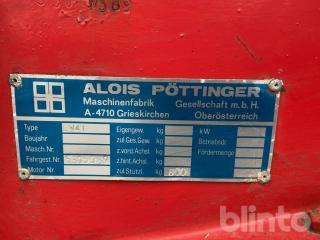 ALOIS PÖTTINGER
Maschinenfabrik Gesellschaft m. b. H.
A-4710 Grieskirchen Oberösterreich
Type Eigengew. kg kW
Baujahr zul.Ges.Gew. kg Betriebsdr.
Masch.Nr. z.vord.Achsl. kg Fördermenge
Fahrgest.Nr. z.hint.Achsl. kg
Motor Nr. zul.Stützl. kg 800
blinto